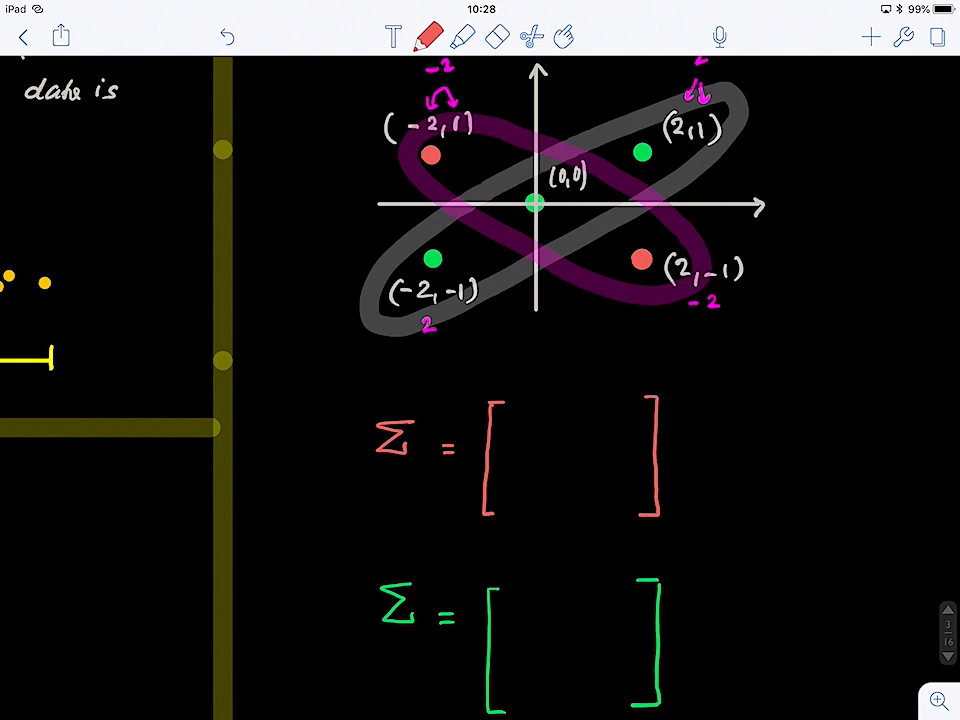 iPad 10:28 99%
T
date is
-2 2
(-2,1) (2,1)
(0,0)
(-2,-1) (2,-1)
2 -2
Σ = [ ]
Σ = [ ]
3
16